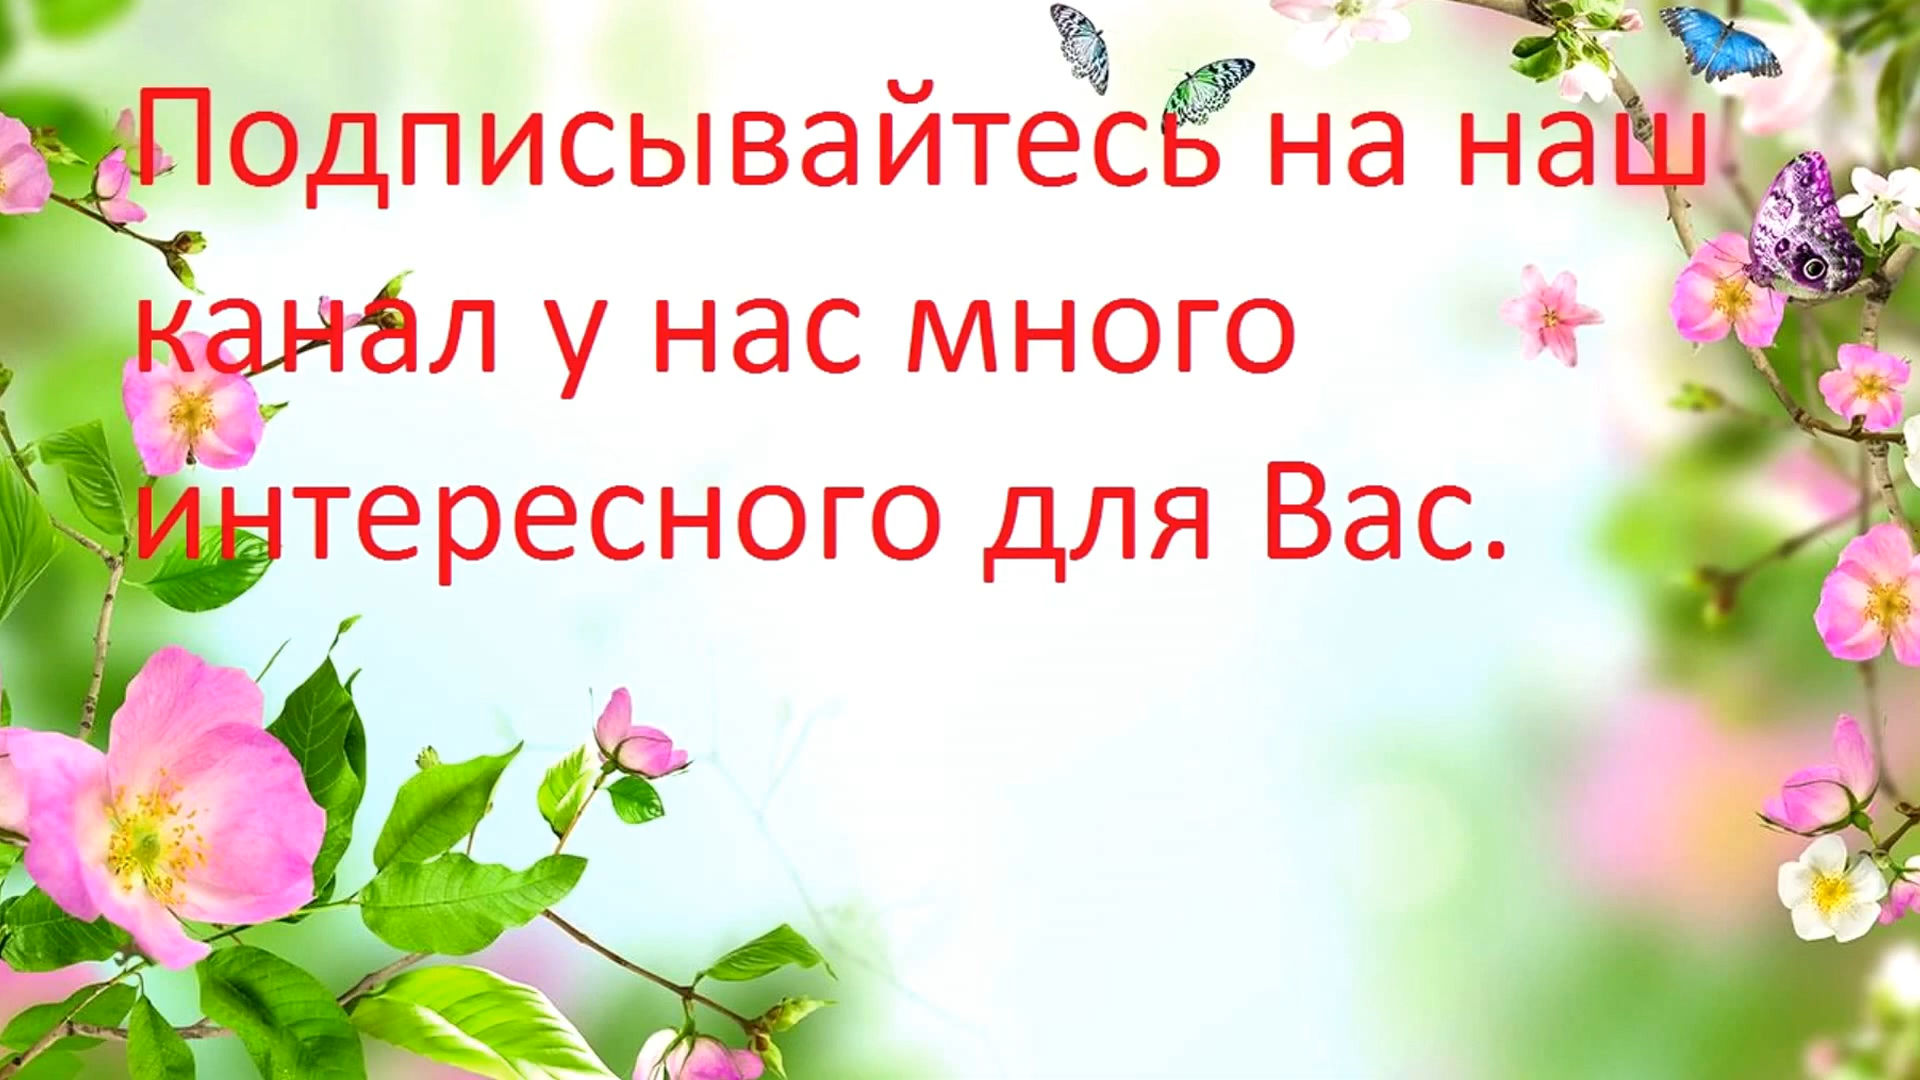 Подписывайтесь на наш
канал у нас много
интересного для Вас.